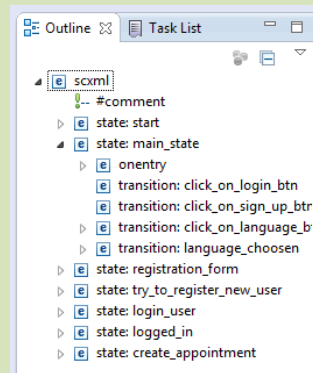 Outline Task List
e scxml
!-- #comment
e state: start
e state: main_state
e onentry
e transition: click_on_login_btn
e transition: click_on_sign_up_btn
e transition: click_on_language_b
e transition: language_choosen
e state: registration_form
e state: try_to_register_new_user
e state: login_user
e state: logged_in
e state: create_appointment